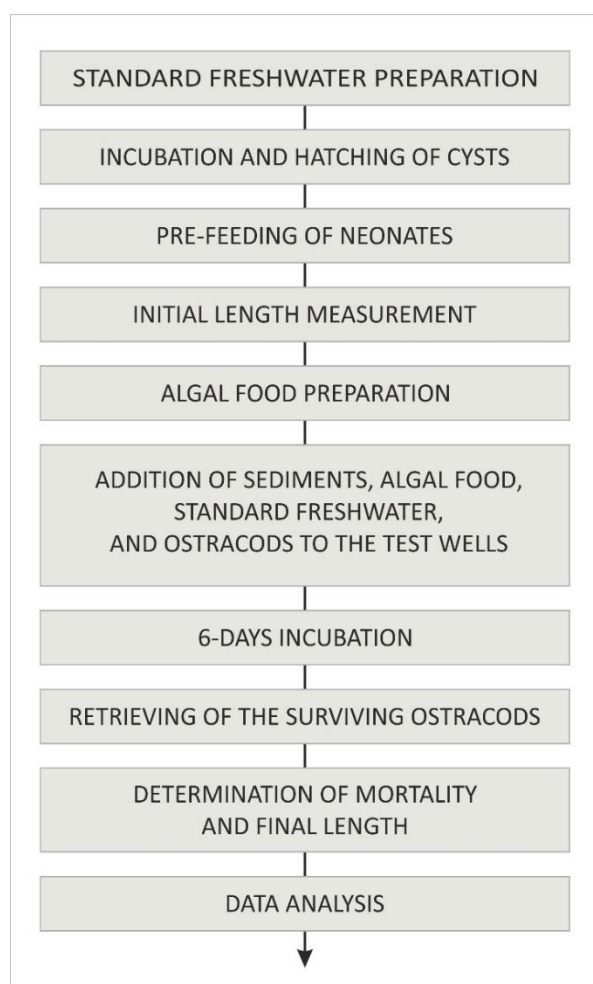 STANDARD FRESHWATER PREPARATION
INCUBATION AND HATCHING OF CYSTS
PRE-FEEDING OF NEONATES
INITIAL LENGTH MEASUREMENT
ALGAL FOOD PREPARATION
ADDITION OF SEDIMENTS, ALGAL FOOD,
STANDARD FRESHWATER,
AND OSTRACODS TO THE TEST WELLS
6-DAYS INCUBATION
RETRIEVING OF THE SURVIVING OSTRACODS
DETERMINATION OF MORTALITY
AND FINAL LENGTH
DATA ANALYSIS